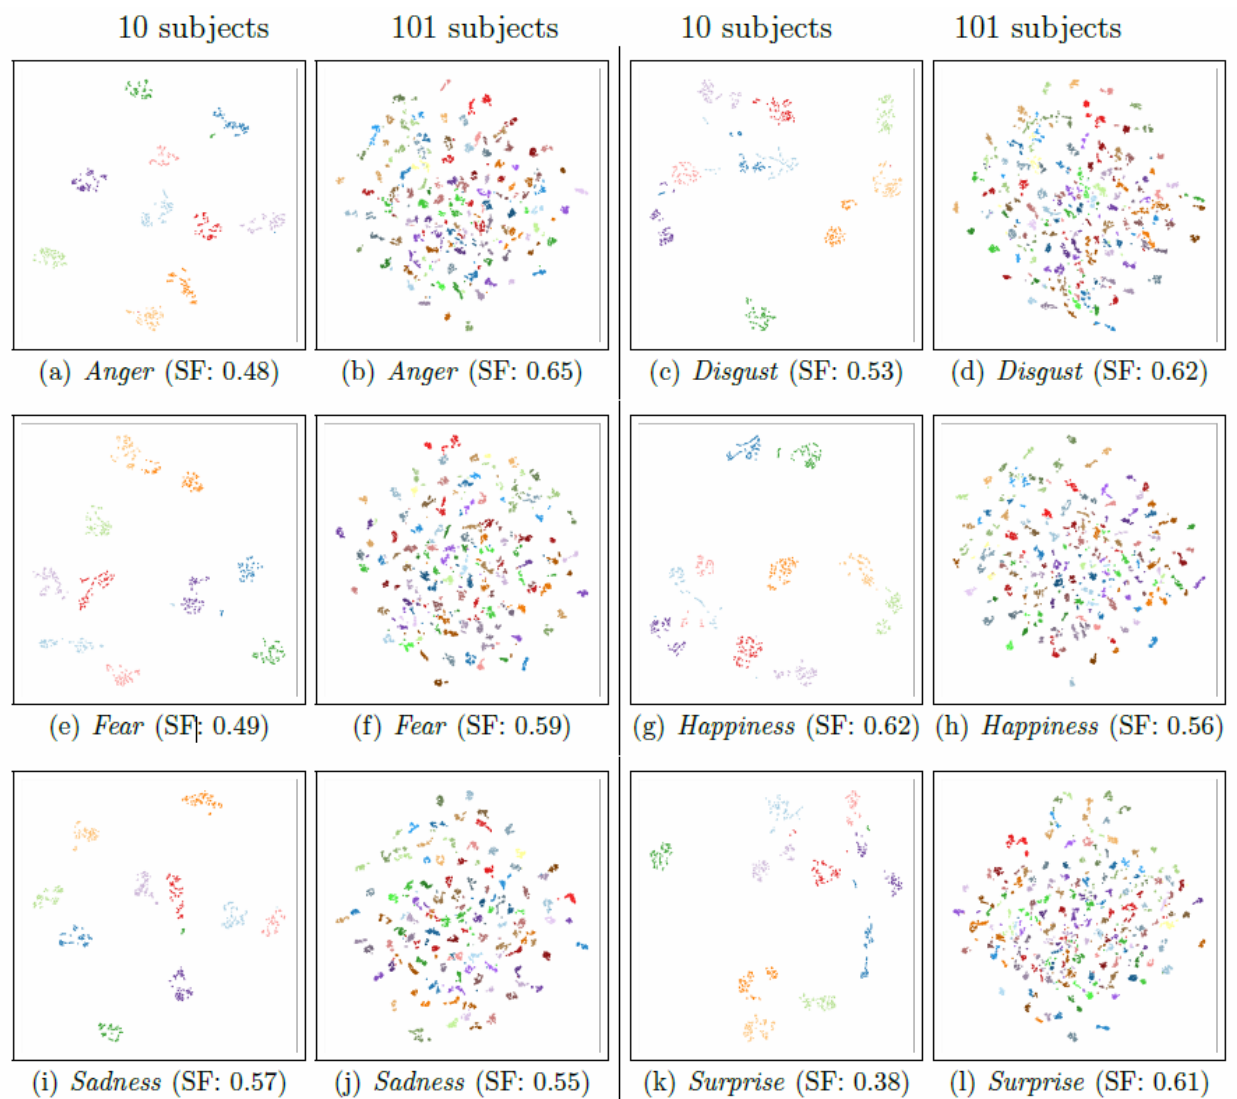 10 subjects 101 subjects 10 subjects 101 subjects
(a) Anger (SF: 0.48) (b) Anger (SF: 0.65) (c) Disgust (SF: 0.53) (d) Disgust (SF: 0.62)
(e) Fear (SF: 0.49) (f) Fear (SF: 0.59) (g) Happiness (SF: 0.62) (h) Happiness (SF: 0.56)
(i) Sadness (SF: 0.57) (j) Sadness (SF: 0.55) (k) Surprise (SF: 0.38) (l) Surprise (SF: 0.61)